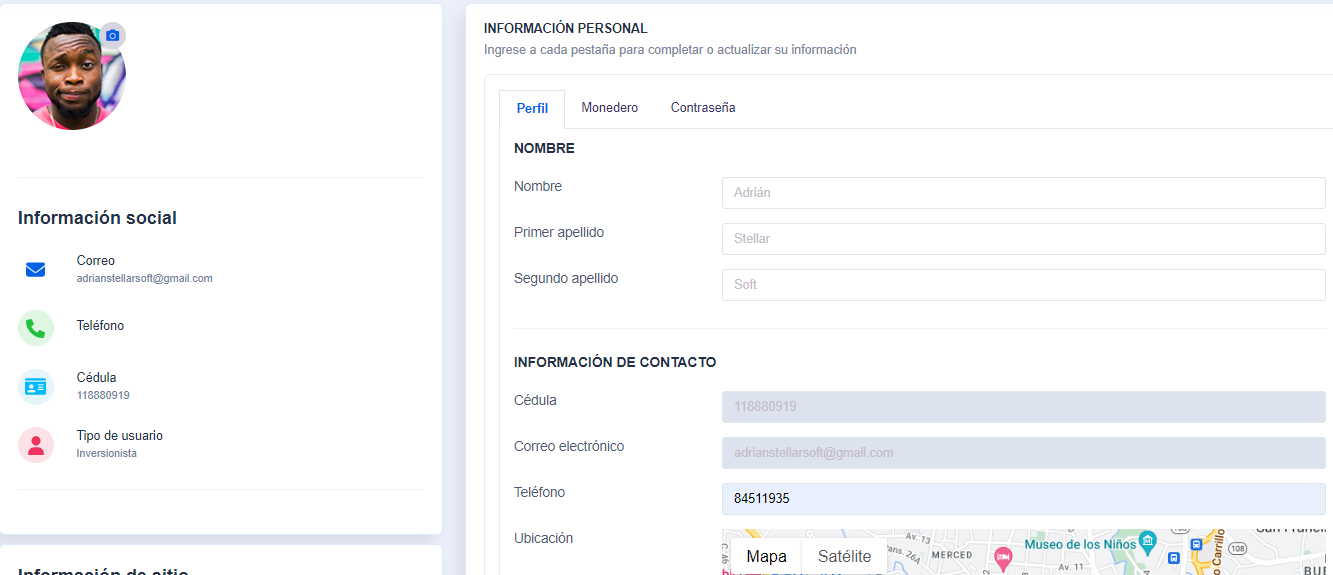 Información social
Correo
adrianstellarsoft@gmail.com
Teléfono
Cédula
118880919
Tipo de usuario
Inversionista
Información de sitio
INFORMACIÓN PERSONAL
Ingrese a cada pestaña para completar o actualizar su información
Perfil Monedero Contraseña
NOMBRE
Nombre Adrián
Primer apellido Stellar
Segundo apellido Soft
INFORMACIÓN DE CONTACTO
Cédula 118880919
Correo electrónico adrianstellarsoft@gmail.com
Teléfono 84511935
Ubicación
Mapa Satélite
Av. 13
MERCED
Museo de los Niños
Av. 11
108